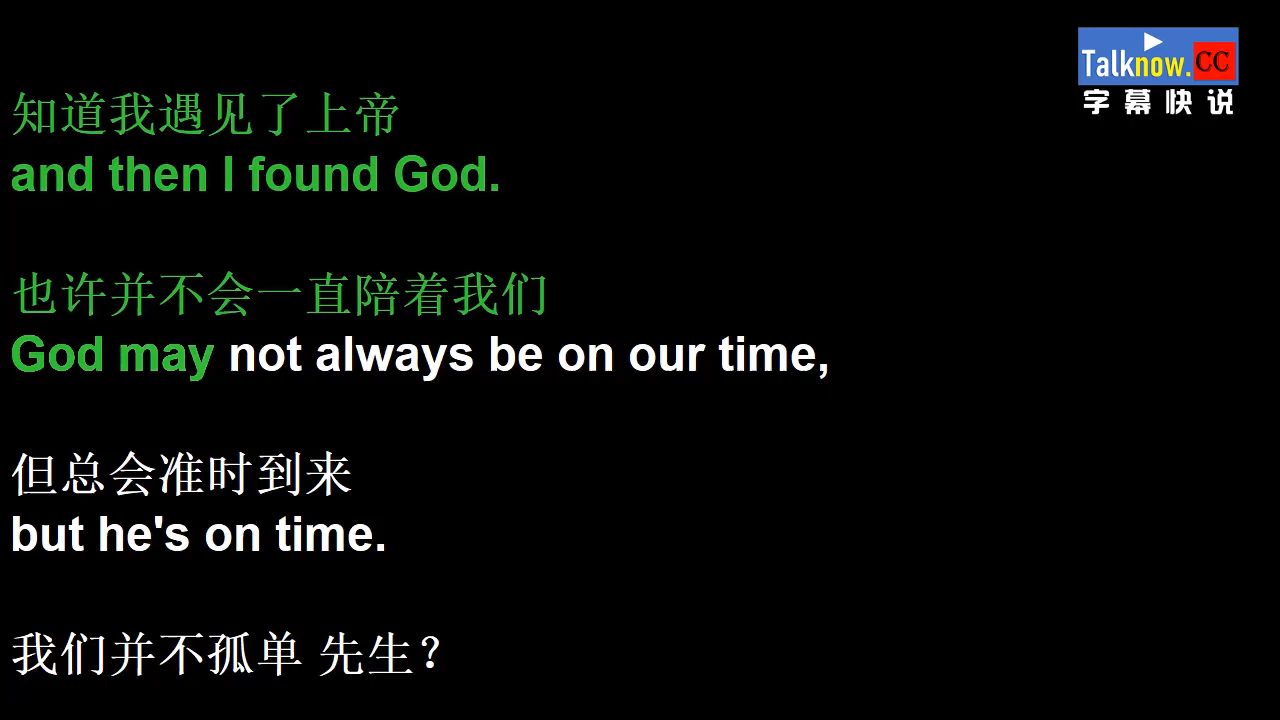 Talknow.CC
字幕快说
知道我遇见了上帝
and then I found God.
也许并不会一直陪着我们
God may not always be on our time,
但总会准时到来
but he's on time.
我们并不孤单 先生？